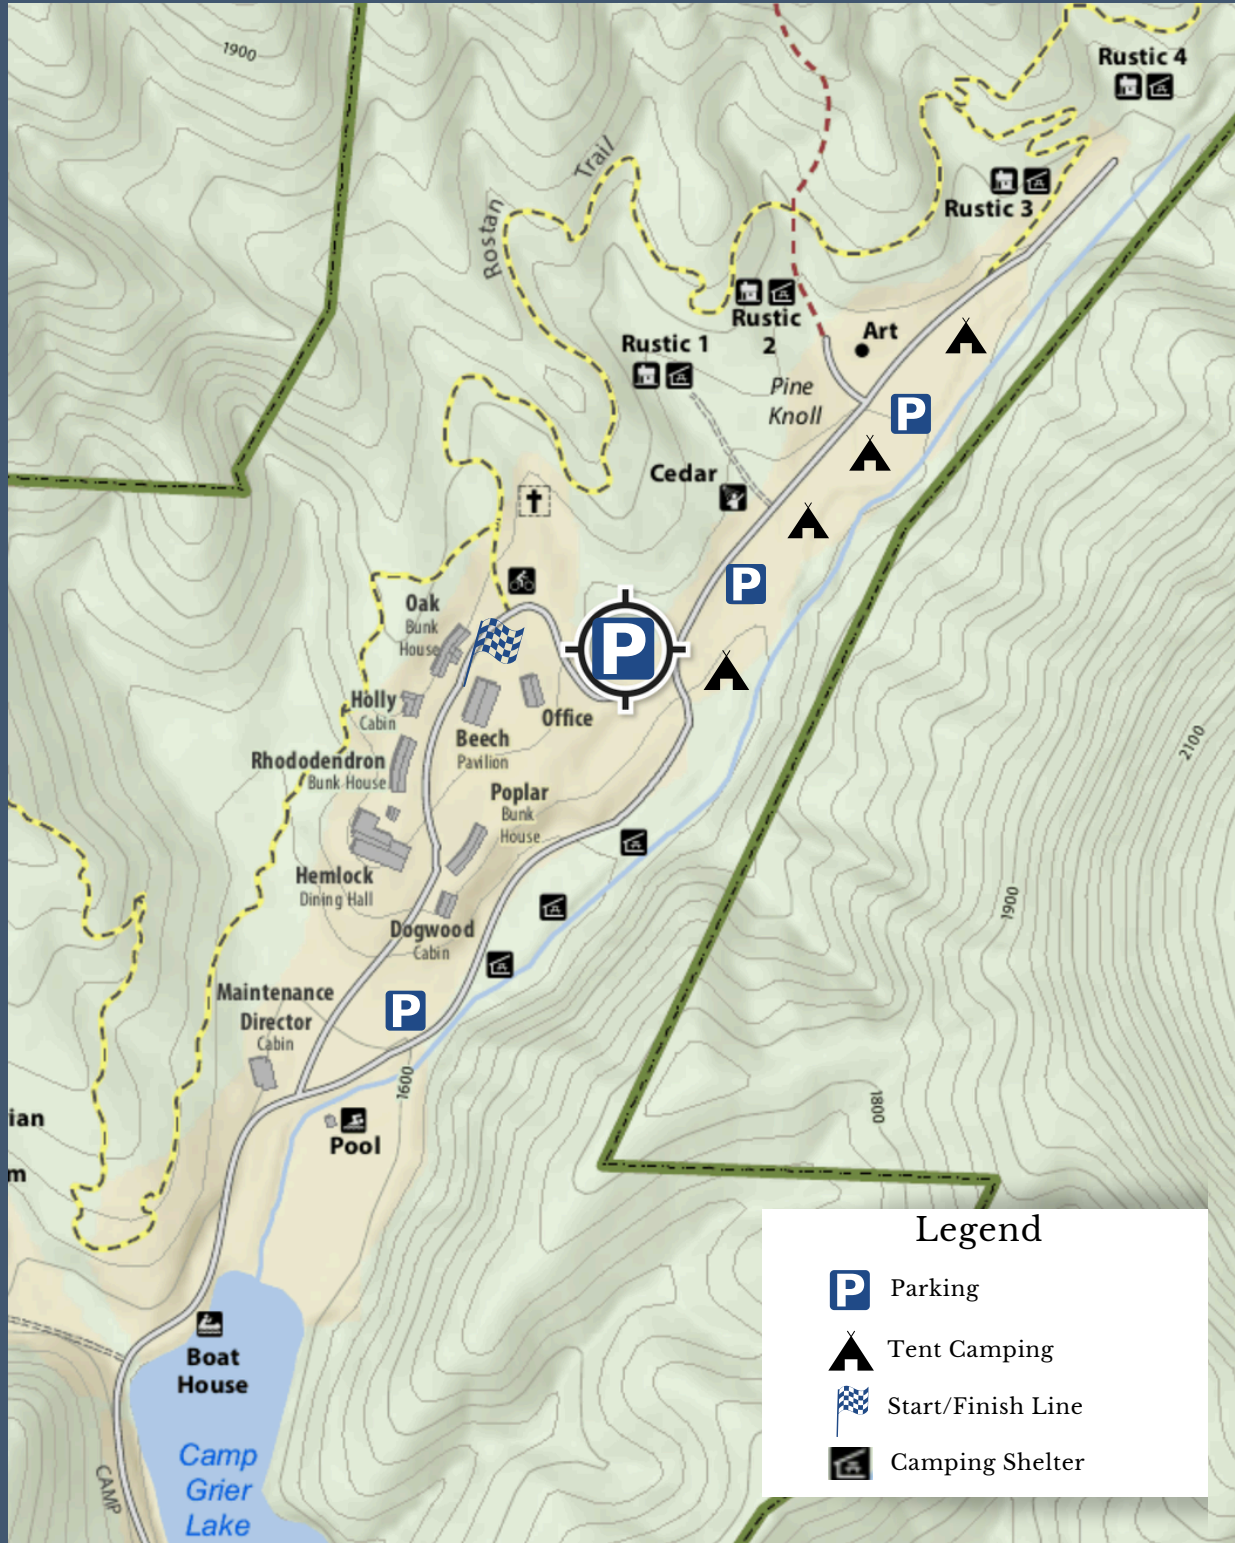 1900
Rustic 4
Rustic 3
Trail
Rostan
Rustic
2
Rustic 1
Art
Pine
Knoll
P
Cedar
P
Oak
Bunk
House
P
Holly
Cabin
Office
Beech
Pavilion
Rhododendron
Bunk House
Poplar
Bunk
House
2100
Hemlock
Dining Hall
1900
Dogwood
Cabin
Maintenance
Director
Cabin
P
1600
1800
ian
Pool
m
Boat
House
Camp
Grier
Lake
CAMP
Legend
P Parking
Tent Camping
Start/Finish Line
Camping Shelter